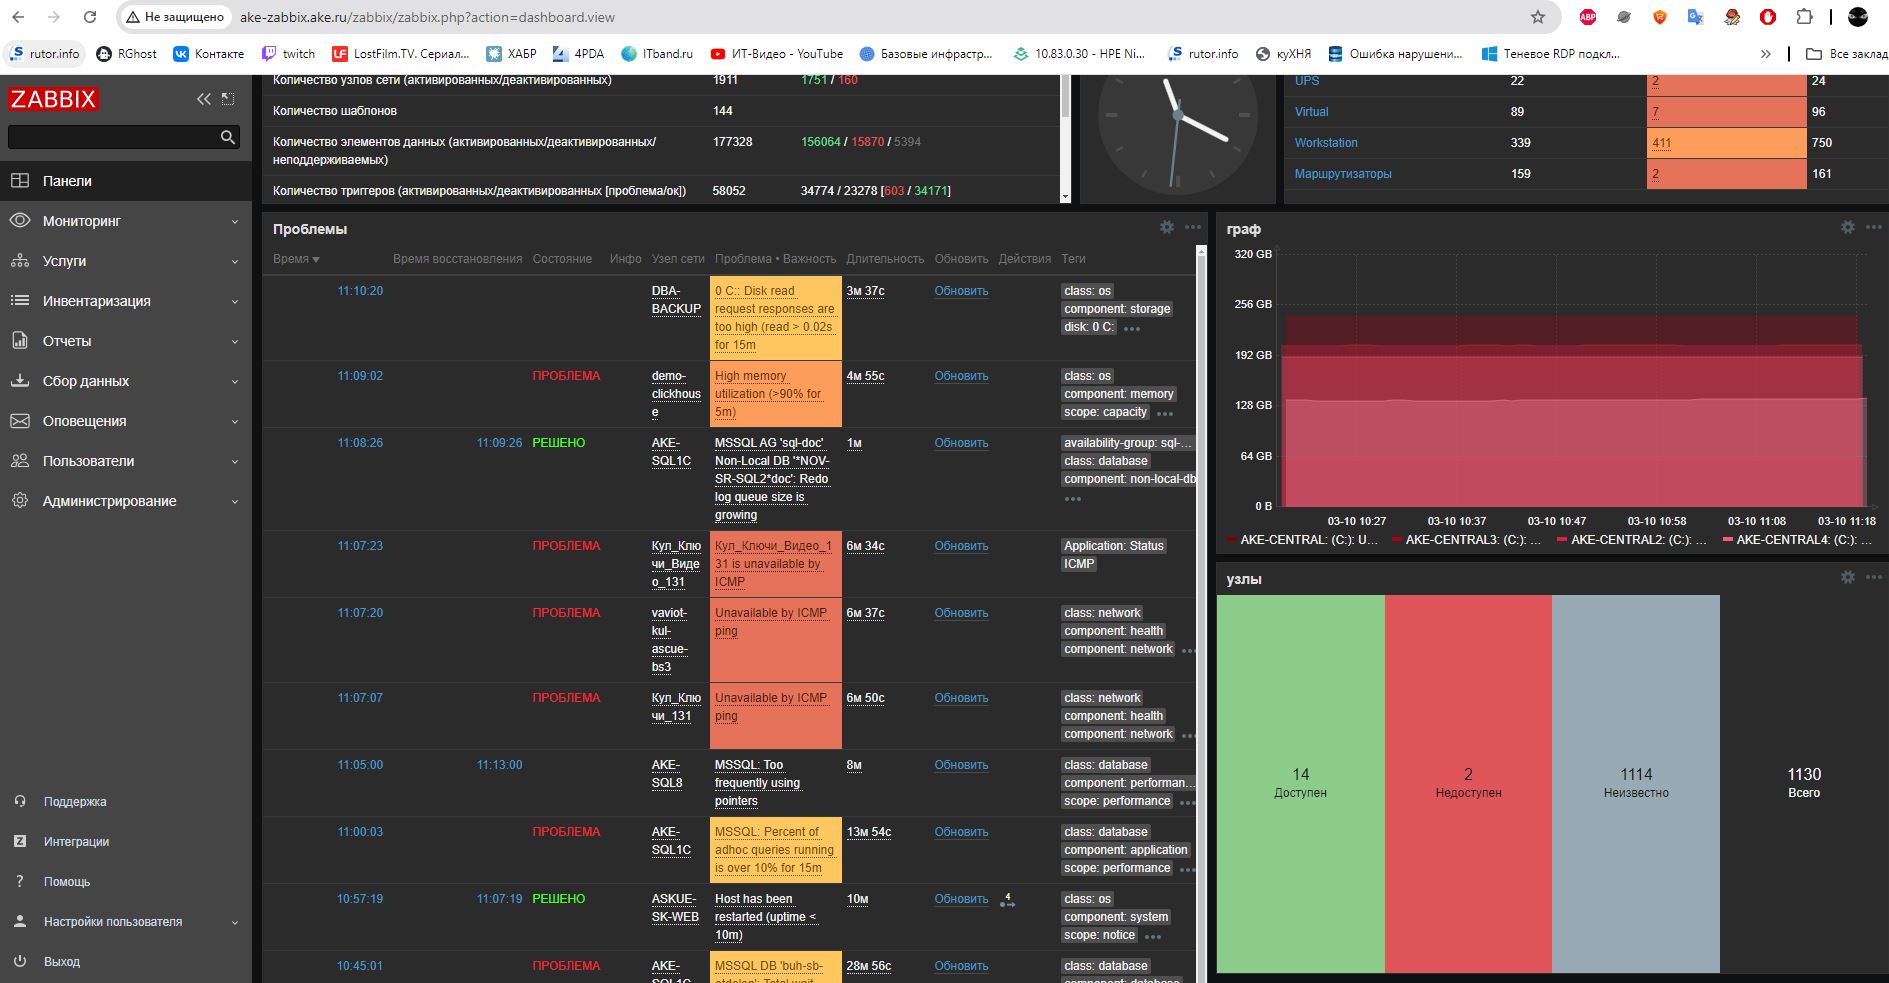 Не защищено
ake-zabbix.ake.ru/zabbix/zabbix.php?action=dashboard.view
ABP
rutor.info
RGhost
Контакте
twitch
LostFilm.TV. Сериал...
ХАБР
4PDA
ITband.ru
ИТ-Видео - YouTube
Базовые инфрастр...
10.83.0.30 - HPE Ni...
rutor.info
куХНЯ
Ошибка нарушени...
Теневое RDP подкл...
Все заклад
ZABBIX
Панели
Мониторинг
Услуги
Инвентаризация
Отчеты
Сбор данных
Оповещения
Пользователи
Администрирование
Поддержка
Интеграции
Помощь
Настройки пользователя
Выход
Количество узлов сети (активированных/деактивированных) 1911 1751 / 160
Количество шаблонов 144
Количество элементов данных (активированных/деактивированных/
неподдерживаемых) 177328 156064 / 15870 / 5394
Количество триггеров (активированных/деактивированных [проблема/ок]) 58052 34774 / 23278 [603 / 34171]
UPS 22 2 24
Virtual 89 7 96
Workstation 339 411 750
Маршрутизаторы 159 2 161
Проблемы
Время Время восстановления Состояние Инфо Узел сети Проблема • Важность Длительность Обновить Действия Теги
11:10:20
DBA-
BACKUP
0 C:: Disk read
request responses are
too high (read > 0.02s
for 15m
3м 37с
Обновить
class: os
component: storage
disk: 0 C:
11:09:02
ПРОБЛЕМА
demo-
clickhous
e
High memory
utilization (>90% for
5m)
4м 55с
Обновить
class: os
component: memory
scope: capacity
11:08:26
11:09:26
РЕШЕНО
AKE-
SQL1C
MSSQL AG 'sql-doc'
Non-Local DB '*NOV-
SR-SQL2*doc': Redo
log queue size is
growing
1м
Обновить
availability-group: sql-...
class: database
component: non-local-db
11:07:23
ПРОБЛЕМА
Кул_Клю
чи_Виде
о_131
Кул_Ключи_Видео_1
31 is unavailable by
ICMP
6м 34с
Обновить
Application: Status
ICMP
11:07:20
ПРОБЛЕМА
vaviot-
kul-
ascue-
bs3
Unavailable by ICMP
ping
6м 37с
Обновить
class: network
component: health
component: network
11:07:07
ПРОБЛЕМА
Кул_Клю
чи_131
Unavailable by ICMP
ping
6м 50с
Обновить
class: network
component: health
component: network
11:05:00
11:13:00
AKE-
SQL8
MSSQL: Too
frequently using
pointers
8м
Обновить
class: database
component: performan...
scope: performance
11:00:03
ПРОБЛЕМА
AKE-
SQL1C
MSSQL: Percent of
adhoc queries running
is over 10% for 15m
13м 54с
Обновить
class: database
component: application
scope: performance
10:57:19
11:07:19
РЕШЕНО
ASKUE-
SK-WEB
Host has been
restarted (uptime <
10m)
10м
Обновить
4
class: os
component: system
scope: notice
10:45:01
ПРОБЛЕМА
AKE-
SQL1C
MSSQL DB 'buh-sb-
28м 56с
Обновить
class: database
component: database
граф
320 GB
256 GB
192 GB
128 GB
64 GB
0 B
03-10 10:27 03-10 10:37 03-10 10:47 03-10 10:58 03-10 11:08 03-10 11:18
AKE-CENTRAL: (C:): U... AKE-CENTRAL3: (C:): ... AKE-CENTRAL2: (C:): ... AKE-CENTRAL4: (C:): ...
узлы
14
Доступен
2
Недоступен
1114
Неизвестно
1130
Всего